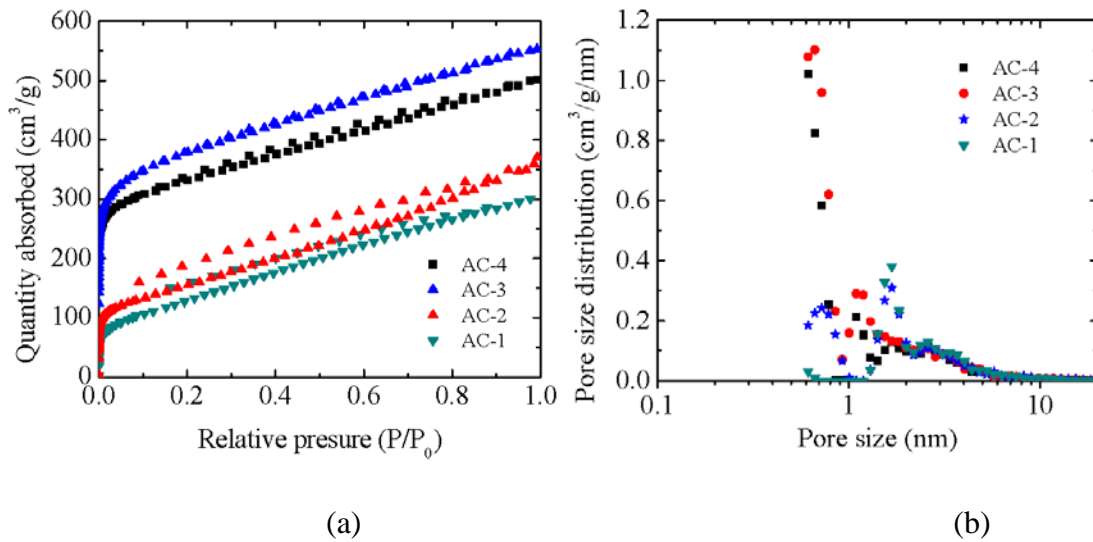 600
500
400
300
200
100
0
0.0 0.2 0.4 0.6 0.8 1.0
Quantity absorbed (cm³/g)
Relative presure (P/P₀)
AC-4
AC-3
AC-2
AC-1
(a)
1.2
1.0
0.8
0.6
0.4
0.2
0.0
0.1 1 10
Pore size distribution (cm³/g/nm)
Pore size (nm)
AC-4
AC-3
AC-2
AC-1
(b)